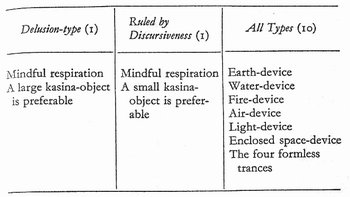 Delusion-type (1)
Mindful respiration
A large kasina-object
is preferable
Ruled by
Discursiveness (1)
Mindful respiration
A small kasina-
object is prefer-
able
All Types (10)
Earth-device
Water-device
Fire-device
Air-device
Light-device
Enclosed space-device
The four formless
trances